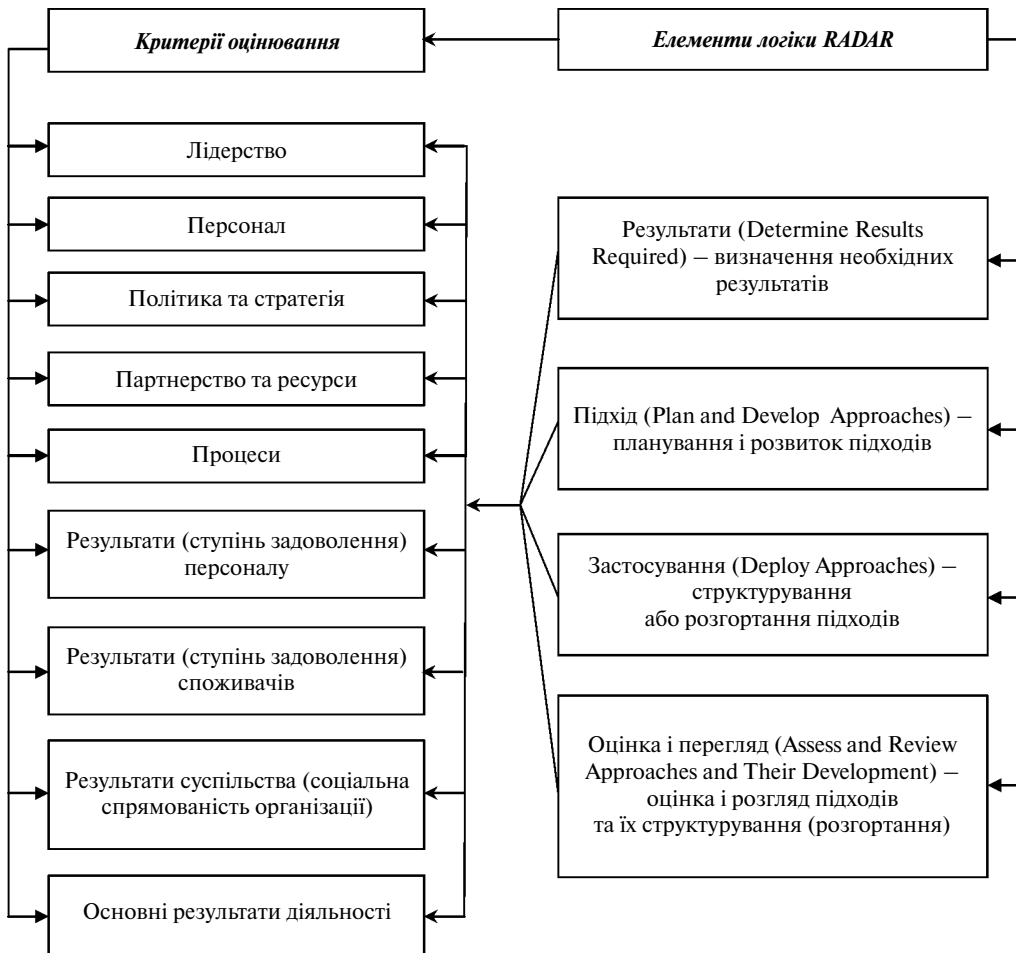 Критерії оцінювання
Елементи логіки RADAR
Лідерство
Персонал
Політика та стратегія
Партнерство та ресурси
Процеси
Результати (ступінь задоволення)
персоналу
Результати (ступінь задоволення)
споживачів
Результати суспільства (соціальна
спрямованість організації)
Основні результати діяльності
Результати (Determine Results
Required) – визначення необхідних
результатів
Підхід (Plan and Develop Approaches) –
планування і розвиток підходів
Застосування (Deploy Approaches) –
структурування
або розгортання підходів
Оцінка і перегляд (Assess and Review
Approaches and Their Development) –
оцінка і розгляд підходів
та їх структурування (розгортання)